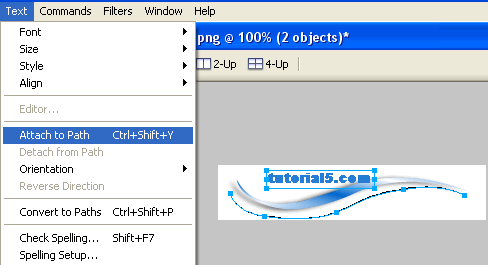 Text Commands Filters Window Help
.png @ 100% (2 objects)*
2-Up 4-Up
Font
Size
Style
Align
Editor...
Attach to Path Ctrl+Shift+Y
Detach from Path
Orientation
Reverse Direction
Convert to Paths Ctrl+Shift+P
Check Spelling... Shift+F7
Spelling Setup...
tutorial5.com